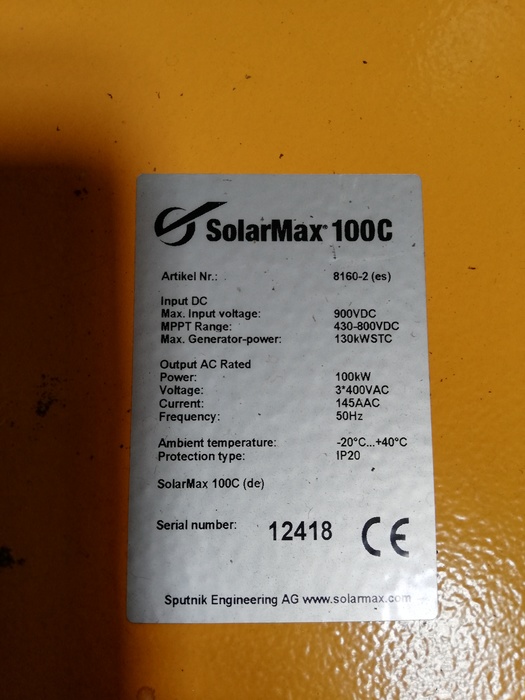 SolarMax® 100C
Artikel Nr.: 8160-2 (es)
Input DC
Max. Input voltage: 900VDC
MPPT Range: 430-800VDC
Max. Generator-power: 130kWSTC
Output AC Rated
Power: 100kW
Voltage: 3*400VAC
Current: 145AAC
Frequency: 50Hz
Ambient temperature: -20°C...+40°C
Protection type: IP20
SolarMax 100C (de)
Serial number: 12418 CE
Sputnik Engineering AG www.solarmax.com